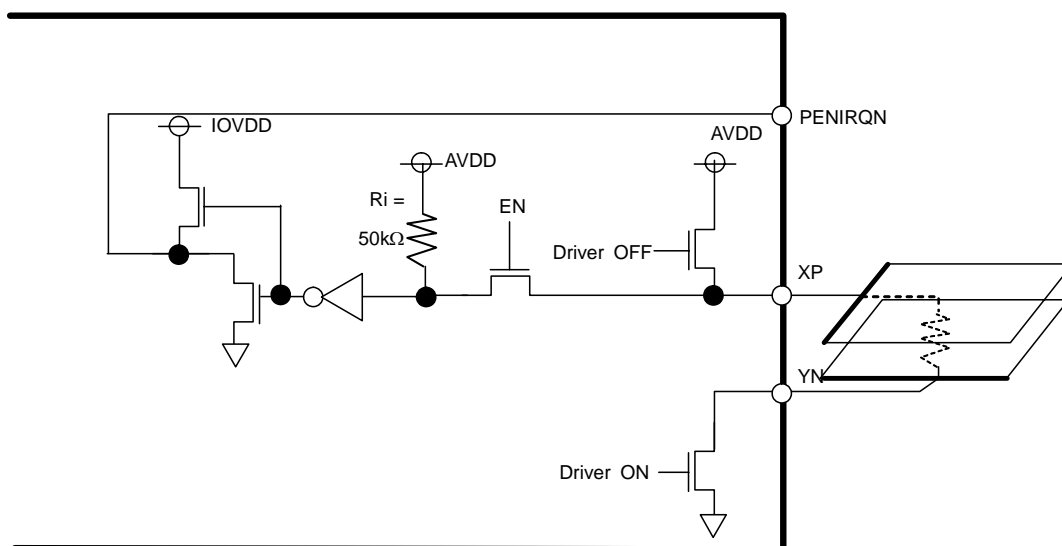 PENIRQN
IOVDD
AVDD
AVDD
Ri =
50kΩ
EN
Driver OFF
XP
YN
Driver ON